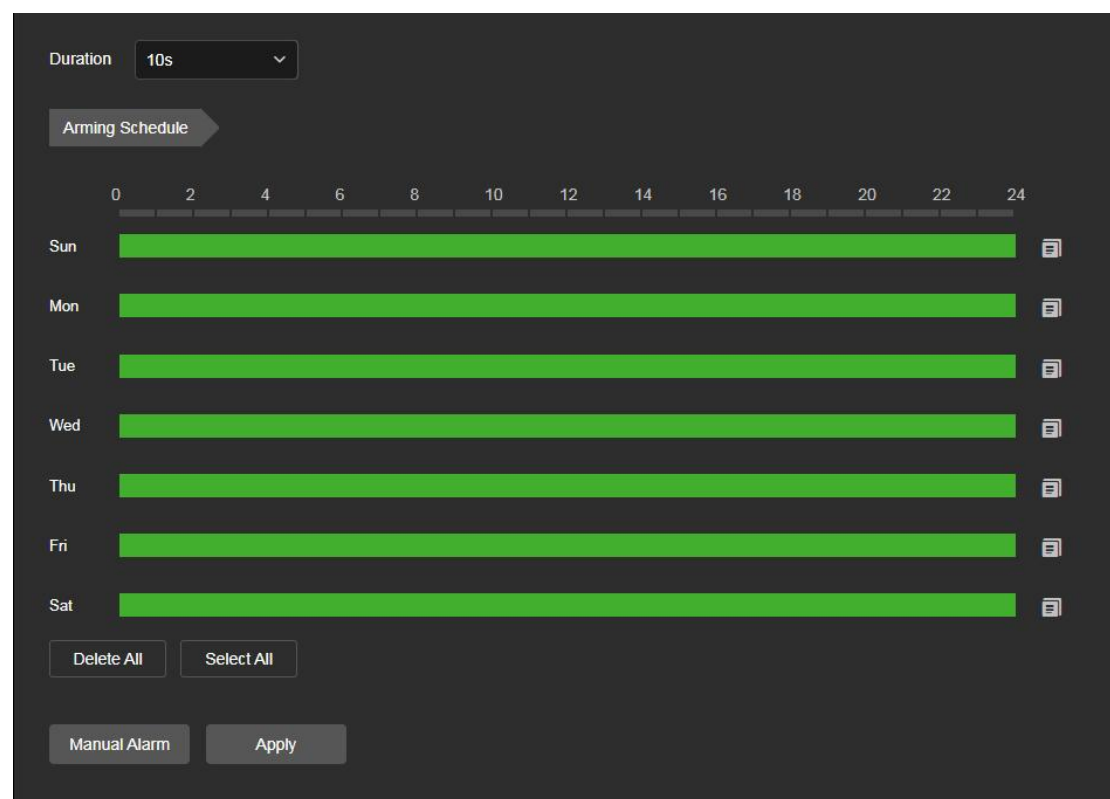 Duration 10s
Arming Schedule
0 2 4 6 8 10 12 14 16 18 20 22 24
Sun
Mon
Tue
Wed
Thu
Fri
Sat
Delete All Select All
Manual Alarm Apply